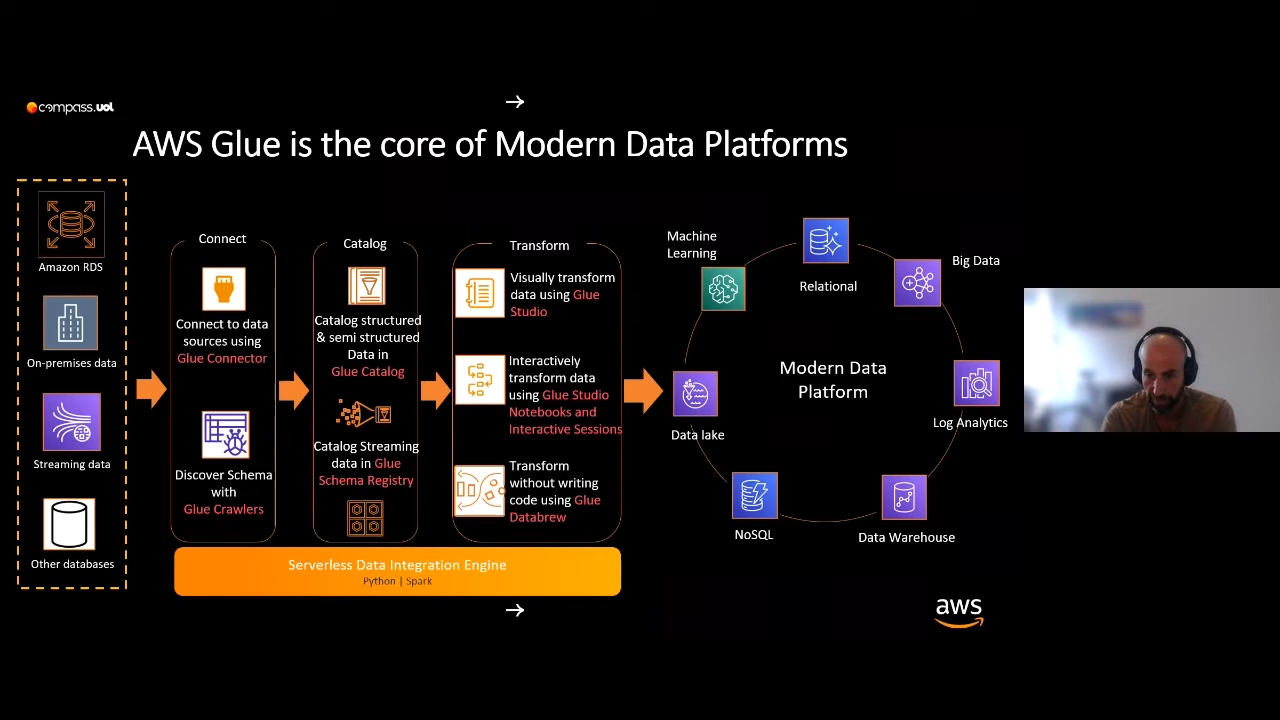 compass.uol
AWS Glue is the core of Modern Data Platforms
Amazon RDS
On-premises data
Streaming data
Other databases
Connect
Connect to data
sources using
Glue Connector
Discover Schema
with
Glue Crawlers
Catalog
Catalog structured
& semi structured
Data in
Glue Catalog
Catalog Streaming
data in Glue
Schema Registry
Transform
Visually transform
data using Glue
Studio
Interactively
transform data
using Glue Studio
Notebooks and
Interactive Sessions
Transform
without writing
code using Glue
Databrew
Serverless Data Integration Engine
Python | Spark
Machine
Learning
Relational
Big Data
Modern Data
Platform
Log Analytics
Data lake
NoSQL
Data Warehouse
aws